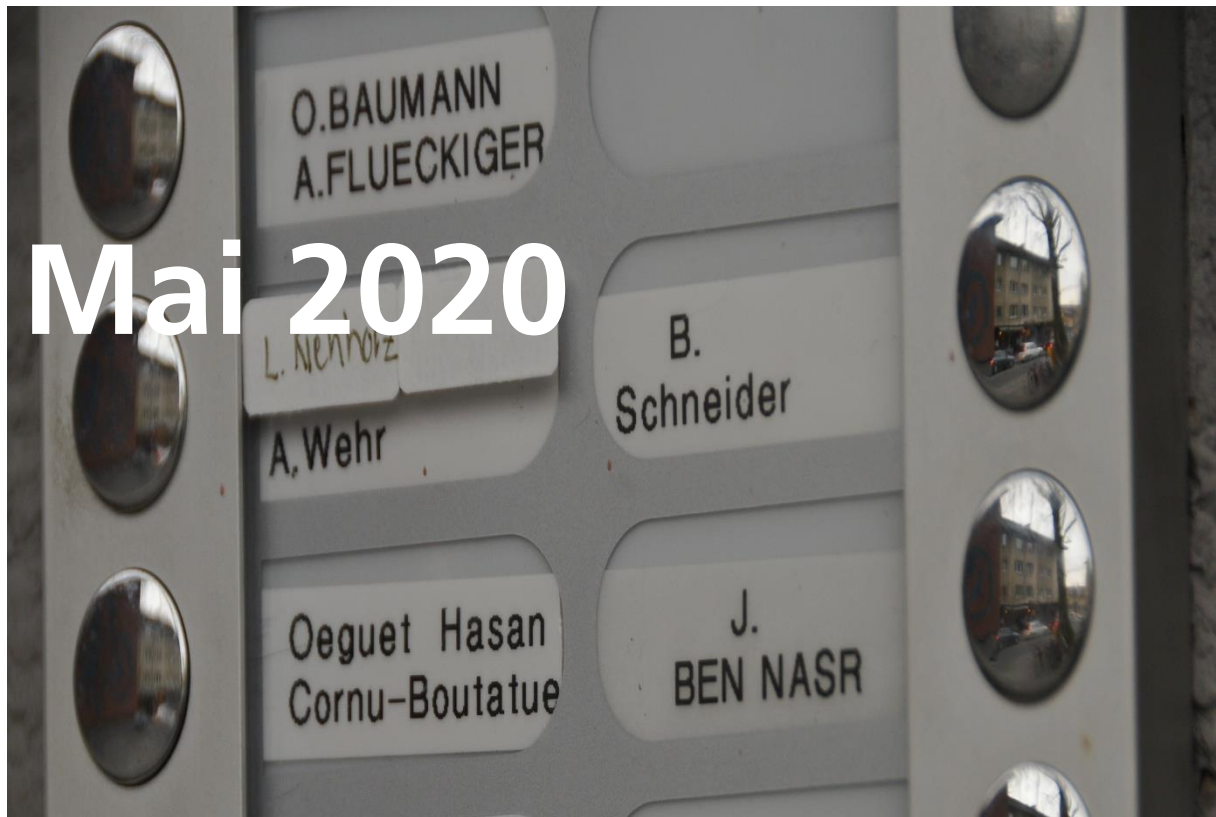 O.BAUMANN
A.FLUECKIGER
Mai 2020
L.
A.Wehr
B.
Schneider
Oeguet Hasan
Cornu-Boutatue
J.
BEN NASR